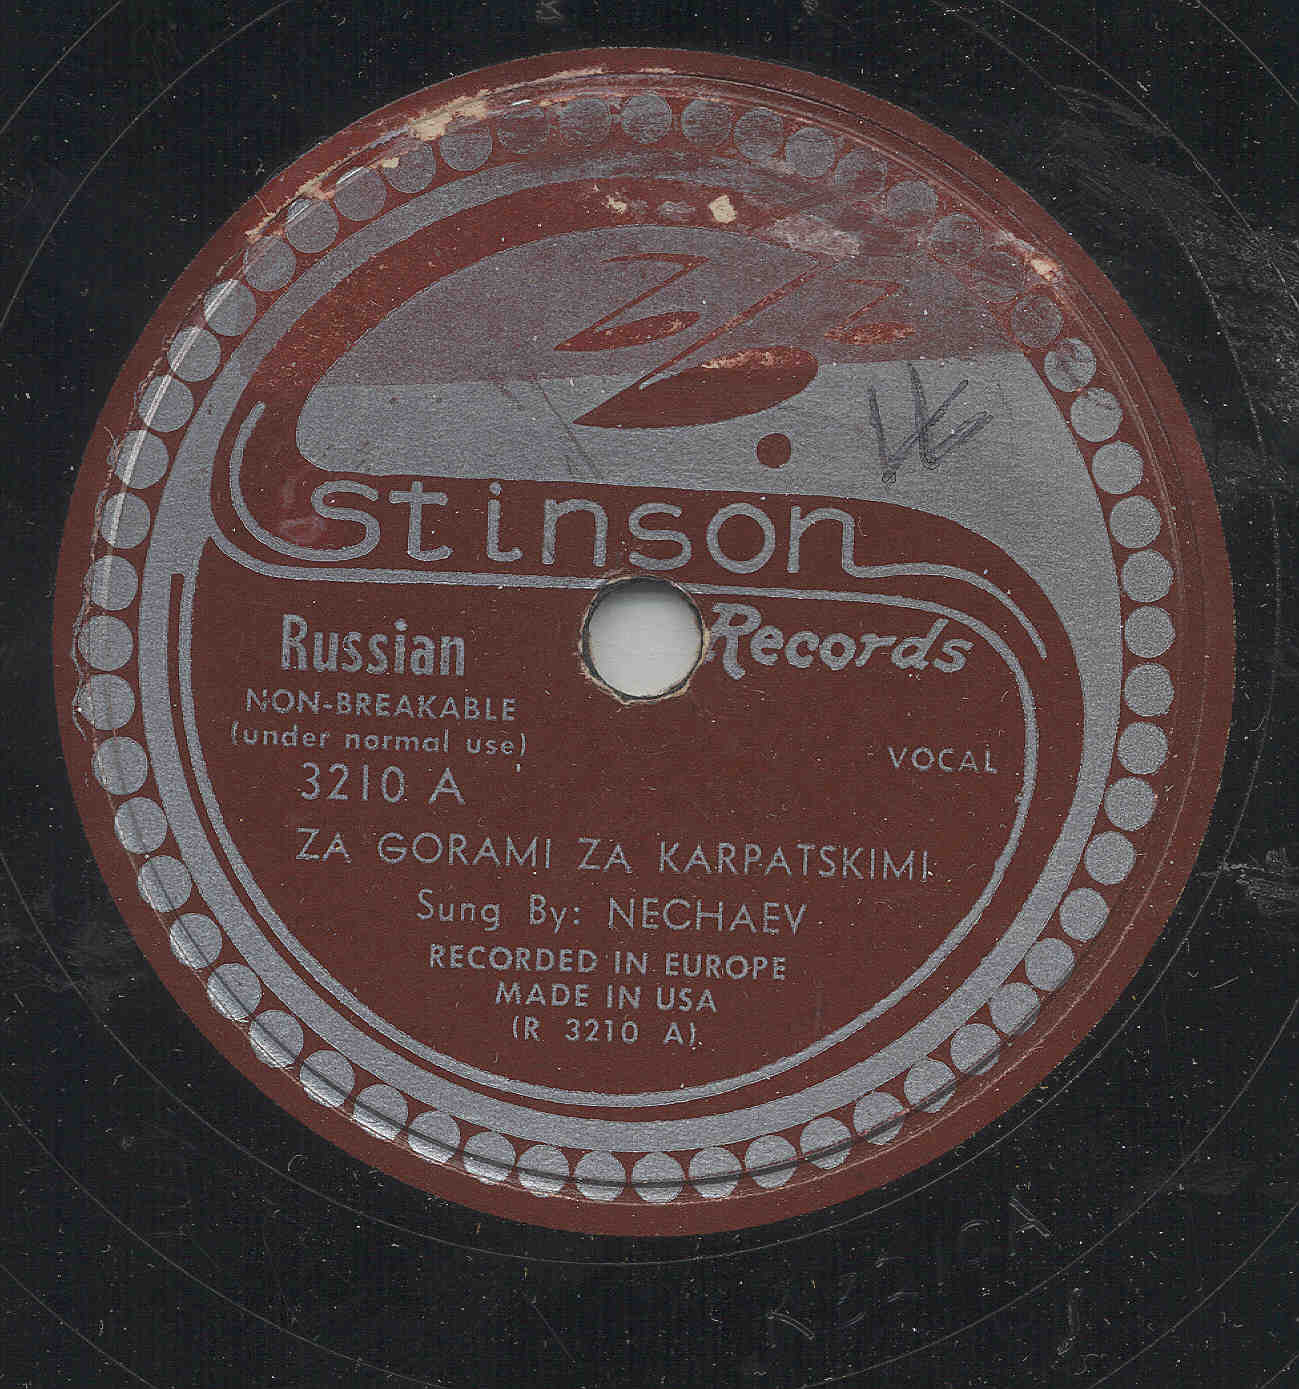 Stinson
Records
Russian
NON-BREAKABLE
(under normal use)
3210 A
VOCAL
ZA GORAMI ZA KARPATSKIMI
Sung By: NECHAEV
RECORDED IN EUROPE
MADE IN USA
(R 3210 A)